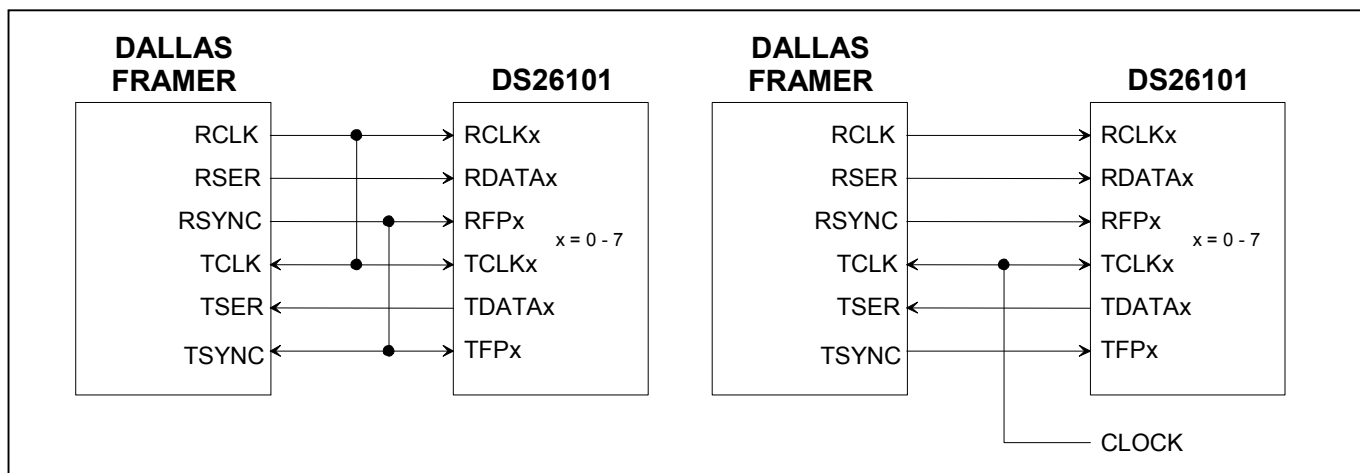 DALLAS
FRAMER
DS26101
RCLK
RCLKx
RSER
RDATAx
RSYNC
RFPx
x = 0 - 7
TCLK
TCLKx
TSER
TDATAx
TSYNC
TFPx
DALLAS
FRAMER
DS26101
RCLK
RCLKx
RSER
RDATAx
RSYNC
RFPx
x = 0 - 7
TCLK
TCLKx
TSER
TDATAx
TSYNC
TFPx
CLOCK